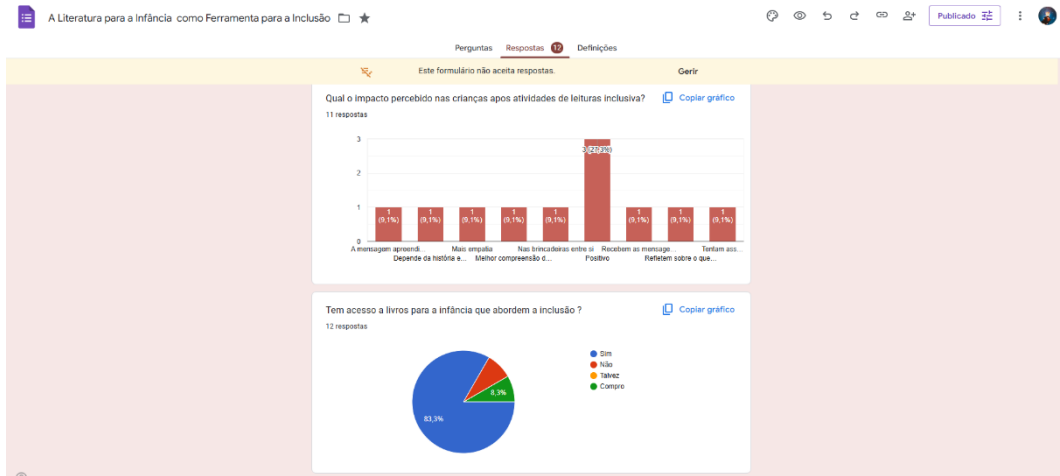 A Literatura para a Infância como Ferramenta para a Inclusão
Publicado
Perguntas Respostas 12 Definições
Este formulário não aceita respostas. Gerir
Qual o impacto percebido nas crianças apos atividades de leituras inclusiva? Copiar gráfico
11 respostas
3
2
1
0
3 (27,3%)
1 (9,1%)
1 (9,1%)
1 (9,1%)
1 (9,1%)
1 (9,1%)
1 (9,1%)
1 (9,1%)
1 (9,1%)
A mensagem apreendi... Mais empatia Nas brincadeiras entre si Recebem as mensage... Tentam ass...
Depende da história e... Melhor compreensão d... Positivo Refletem sobre o que...
Tem acesso a livros para a infância que abordem a inclusão ? Copiar gráfico
12 respostas
Sim
Não
Talvez
Compro
8,3%
83,3%